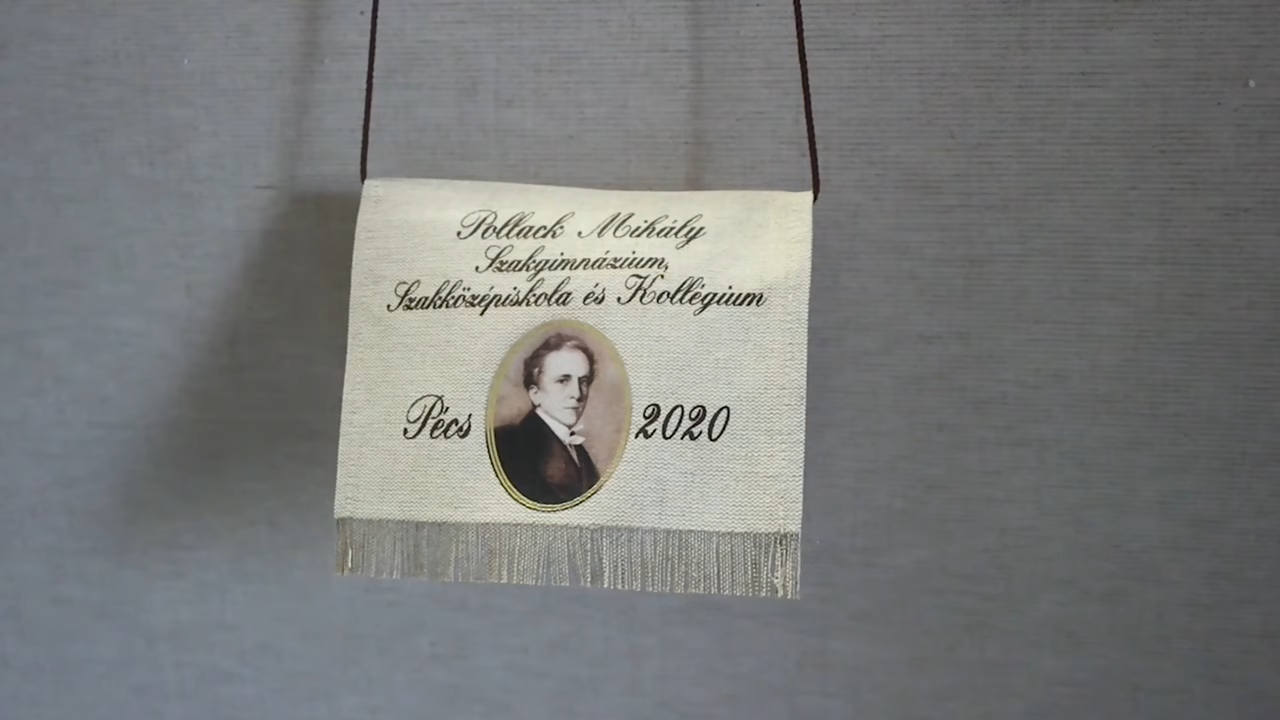 Pollack Mihály
Szakgimnázium,
Szakközépiskola és Kollégium
Pécs 2020